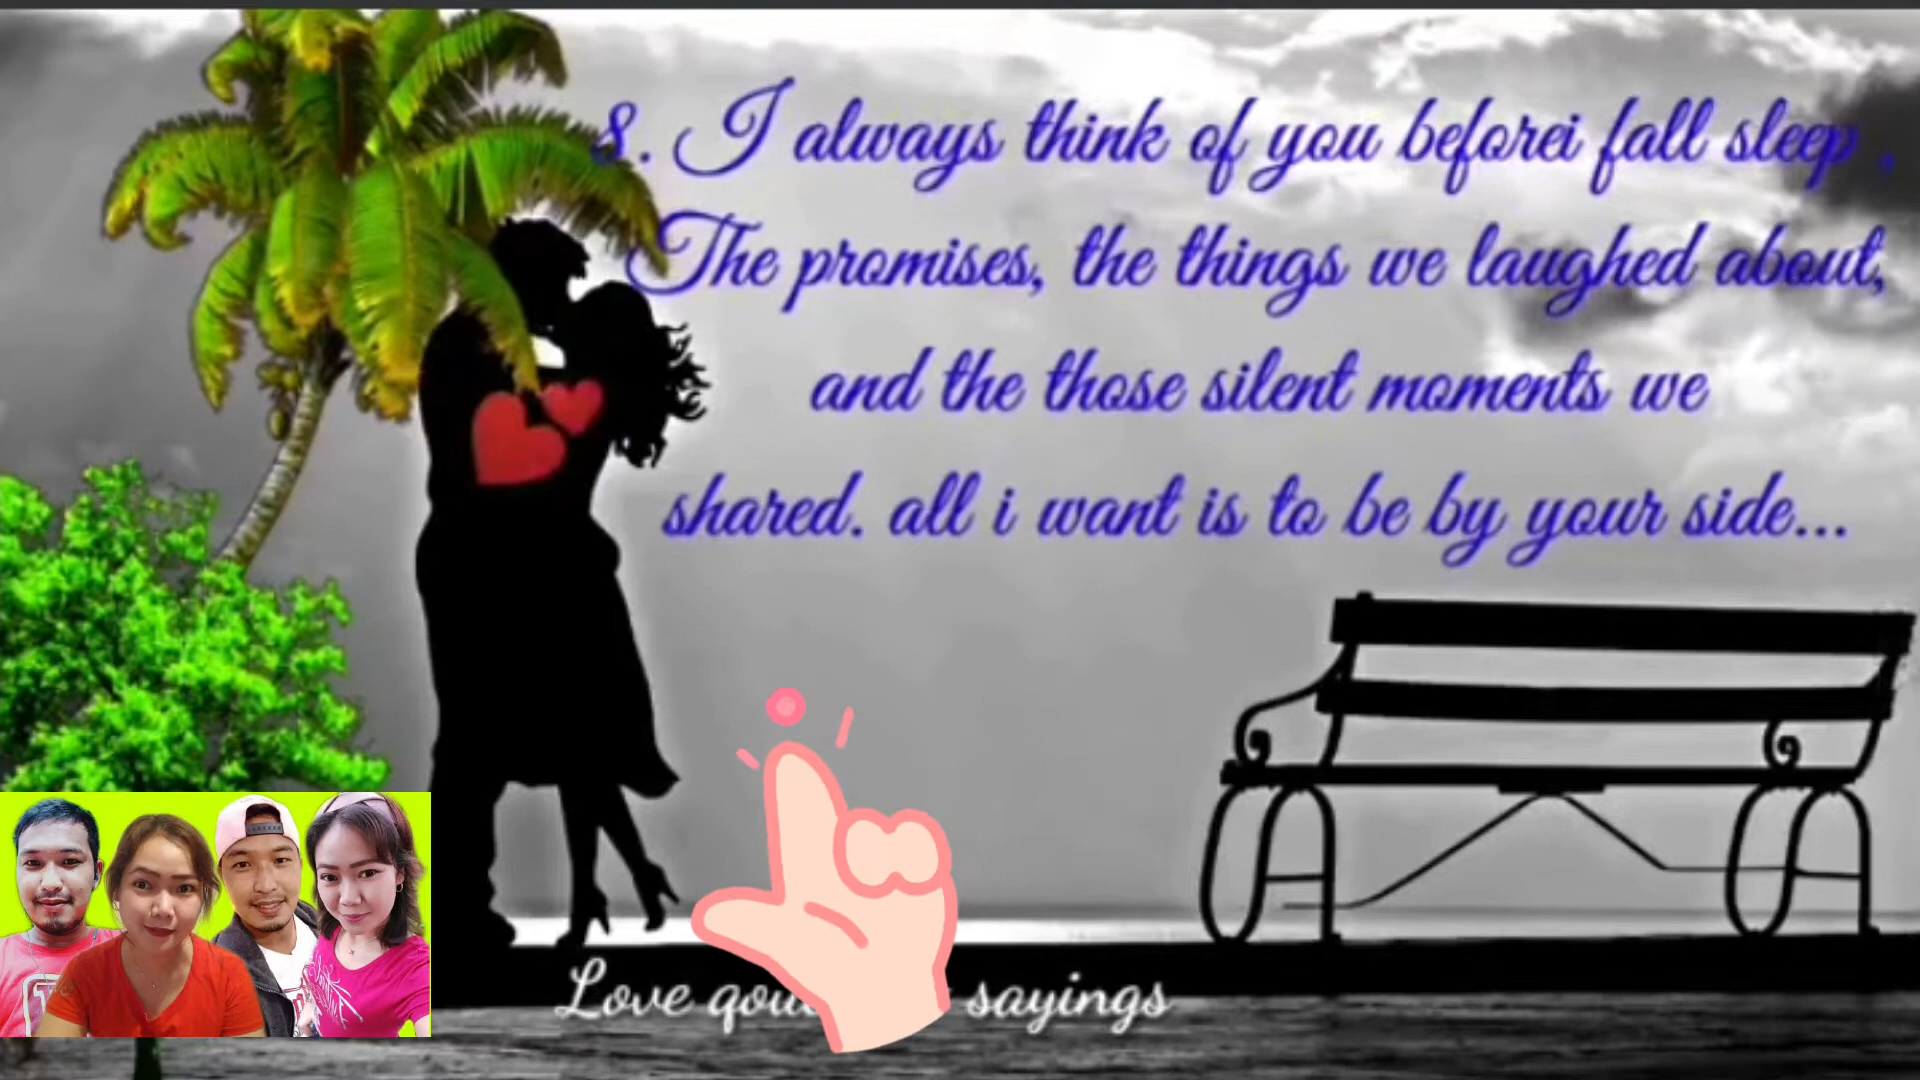 8. I always think of you beforei fall sleep .
The promises, the things we laughed about,
and the those silent moments we
shared. all i want is to be by your side...
Love sayings